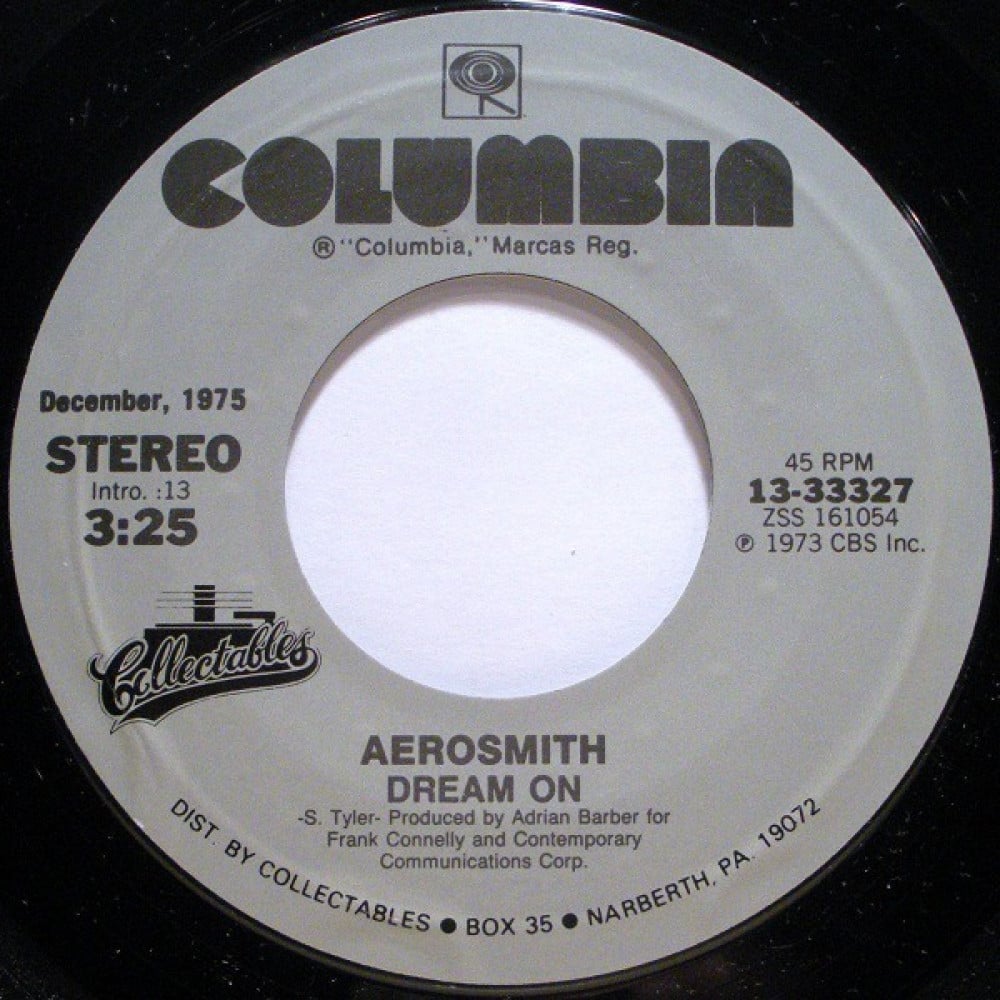 COLUMBIA
® "Columbia," Marcas Reg.
December, 1975
STEREO
Intro. :13
3:25
45 RPM
13-33327
ZSS 161054
℗ 1973 CBS Inc.
Collectables
AEROSMITH
DREAM ON
-S. Tyler- Produced by Adrian Barber for
Frank Connelly and Contemporary
Communications Corp.
DIST. BY COLLECTABLES ● BOX 35 ● NARBERTH, PA. 19072